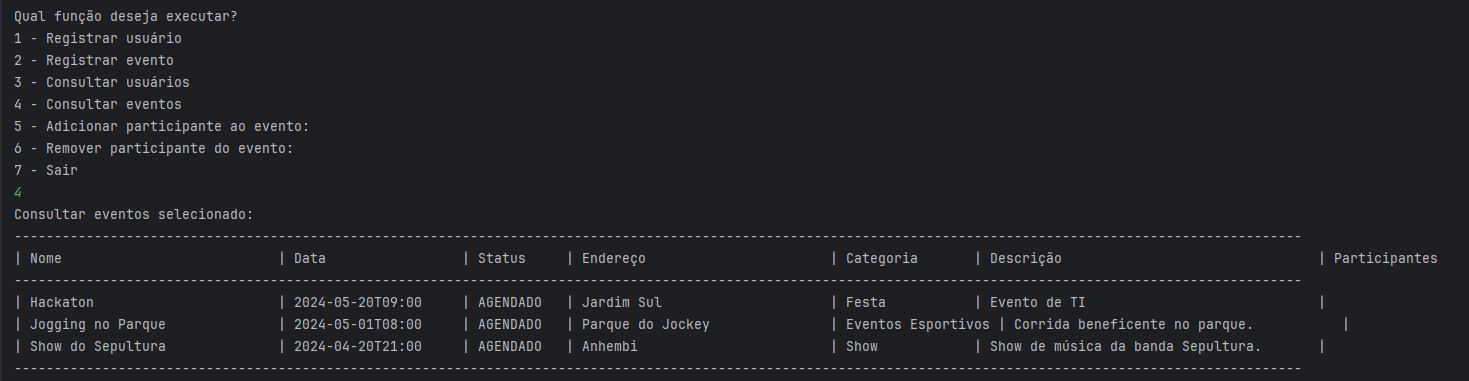 Qual função deseja executar?
1 - Registrar usuário
2 - Registrar evento
3 - Consultar usuários
4 - Consultar eventos
5 - Adicionar participante ao evento:
6 - Remover participante do evento:
7 - Sair
4
Consultar eventos selecionado:
-----------------------------------------------------------------------------------------------------------------------------------------------------------------
| Nome                           | Data                 | Status     | Endereço                       | Categoria       | Descrição                                | Participantes
-----------------------------------------------------------------------------------------------------------------------------------------------------------------
| Hackaton                       | 2024-05-20T09:00     | AGENDADO   | Jardim Sul                     | Festa           | Evento de TI                             |
| Jogging no Parque              | 2024-05-01T08:00     | AGENDADO   | Parque do Jockey               | Eventos Esportivos | Corrida beneficente no parque.           |
| Show do Sepultura              | 2024-04-20T21:00     | AGENDADO   | Anhembi                        | Show            | Show de música da banda Sepultura.       |
-----------------------------------------------------------------------------------------------------------------------------------------------------------------